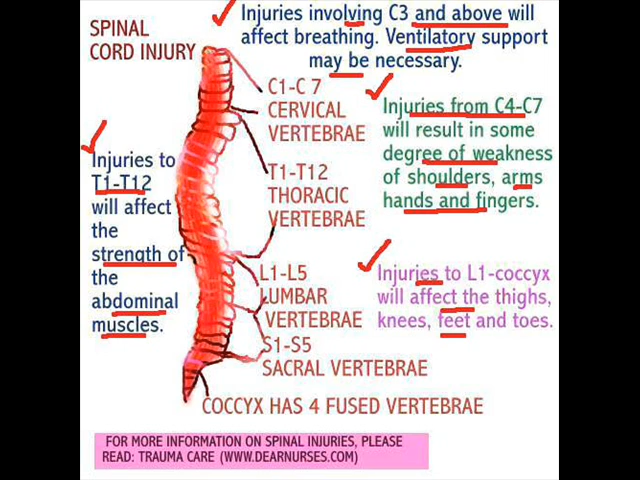 SPINAL
CORD INJURY
Injuries involving C3 and above will
affect breathing. Ventilatory support
may be necessary.
C1-C 7
CERVICAL
VERTEBRAE
Injuries from C4-C7
will result in some
degree of weakness
of shoulders, arms
hands and fingers.
Injuries to
T1-T12
will affect
the
strength of
the
abdominal
muscles.
T1-T12
THORACIC
VERTEBRAE
L1-L5
LUMBAR
VERTEBRAE
Injuries to L1-coccyx
will affect the thighs,
knees, feet and toes.
S1-S5
SACRAL VERTEBRAE
COCCYX HAS 4 FUSED VERTEBRAE
FOR MORE INFORMATION ON SPINAL INJURIES, PLEASE
READ: TRAUMA CARE (WWW.DEARNURSES.COM)